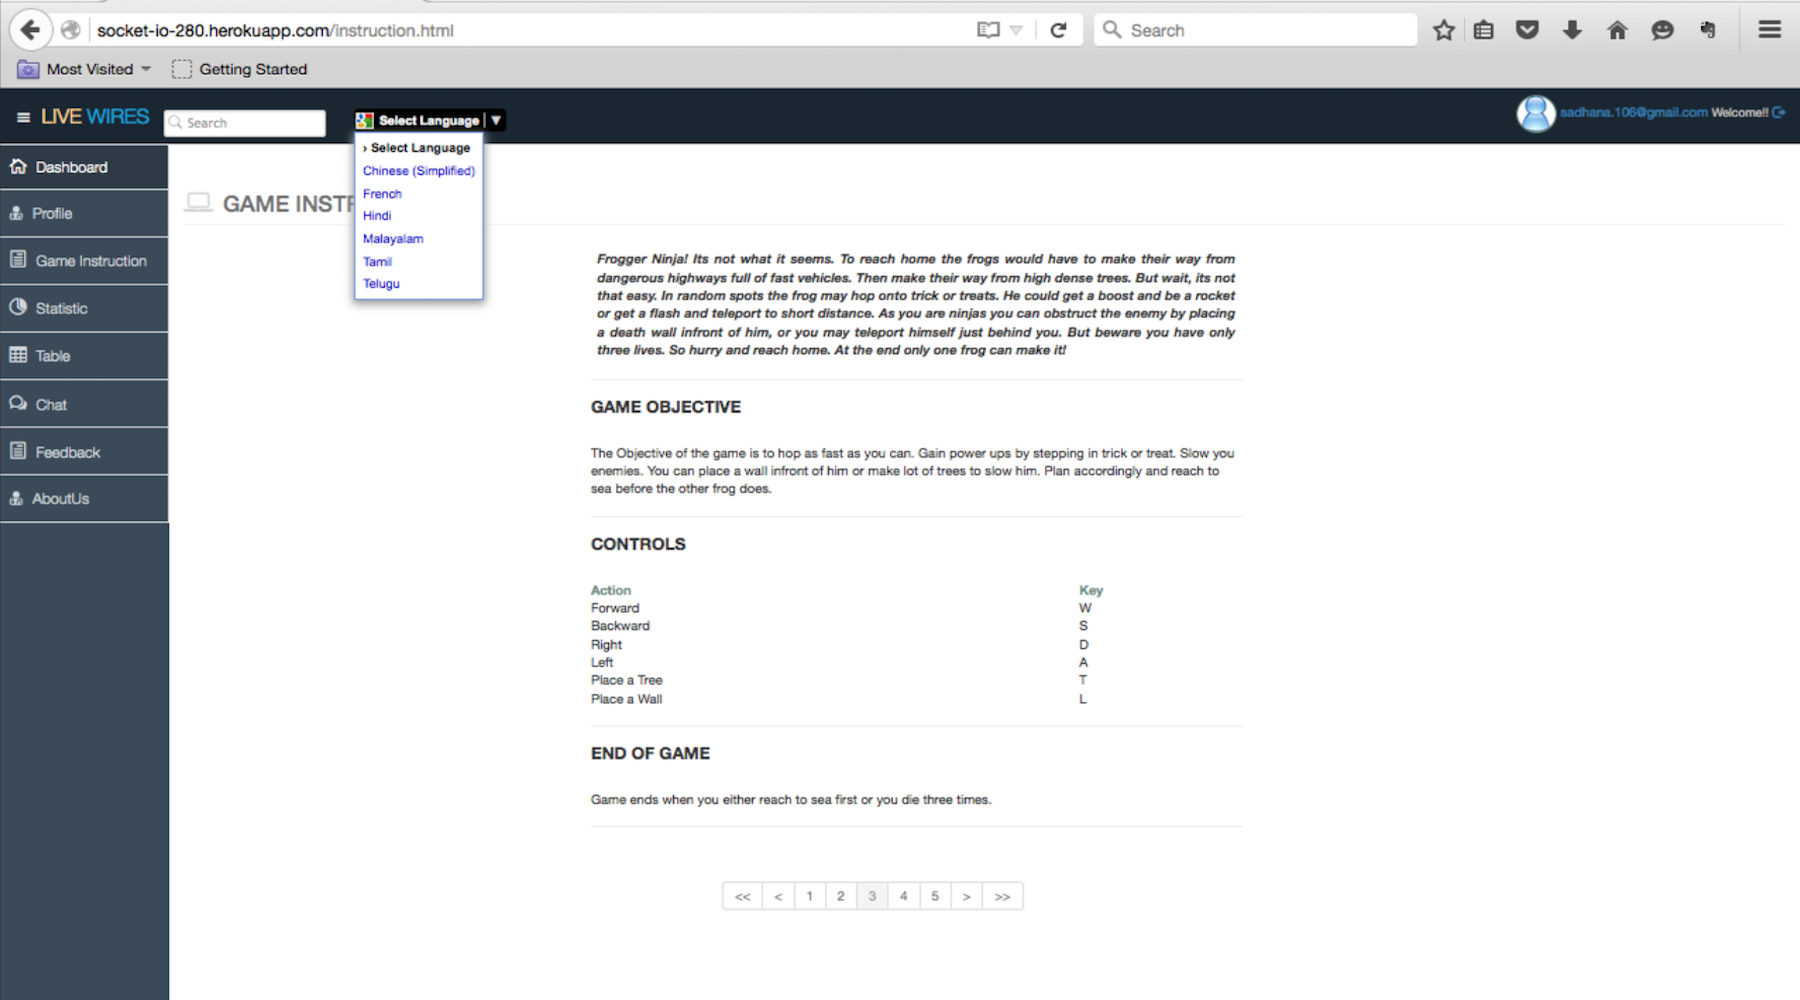 socket-io-280.herokuapp.com/instruction.html
Search
Most Visited
Getting Started
LIVE WIRES
Search
Select Language
sadhana.106@gmail.com Welcome!!
› Select Language
Chinese (Simplified)
French
Hindi
Malayalam
Tamil
Telugu
Dashboard
Profile
Game Instruction
Statistic
Table
Chat
Feedback
AboutUs
GAME INSTR
Frogger Ninja! Its not what it seems. To reach home the frogs would have to make their way from
dangerous highways full of fast vehicles. Then make their way from high dense trees. But wait, its not
that easy. In random spots the frog may hop onto trick or treats. He could get a boost and be a rocket
or get a flash and teleport to short distance. As you are ninjas you can obstruct the enemy by placing
a death wall infront of him, or you may teleport himself just behind you. But beware you have only
three lives. So hurry and reach home. At the end only one frog can make it!
GAME OBJECTIVE
The Objective of the game is to hop as fast as you can. Gain power ups by stepping in trick or treat. Slow you
enemies. You can place a wall infront of him or make lot of trees to slow him. Plan accordingly and reach to
sea before the other frog does.
CONTROLS
Action Key
Forward W
Backward S
Right D
Left A
Place a Tree T
Place a Wall L
END OF GAME
Game ends when you either reach to sea first or you die three times.
<< < 1 2 3 4 5 > >>